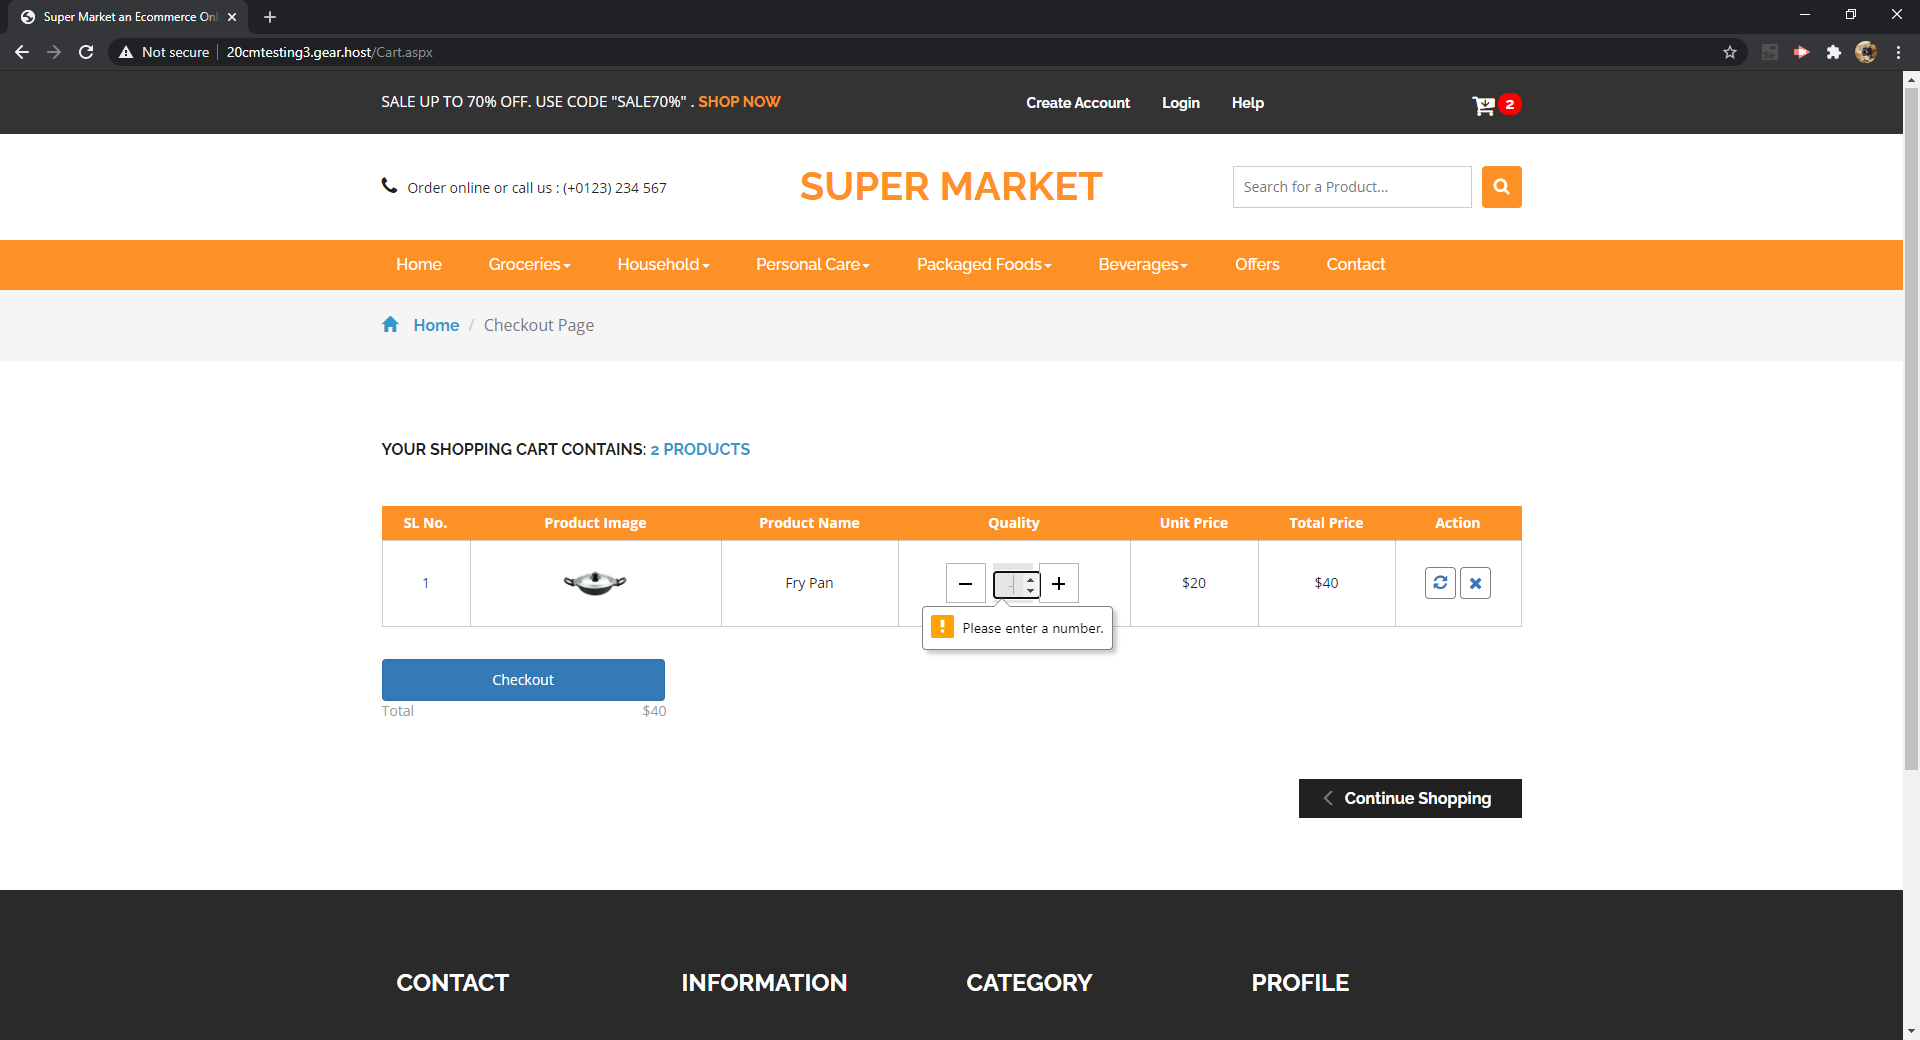 Super Market an Ecommerce Onl
Not secure 20cmtesting3.gear.host/Cart.aspx
SALE UP TO 70% OFF. USE CODE "SALE70%" . SHOP NOW Create Account Login Help 2
Order online or call us : (+0123) 234 567 SUPER MARKET Search for a Product...
Home Groceries Household Personal Care Packaged Foods Beverages Offers Contact
Home / Checkout Page
YOUR SHOPPING CART CONTAINS: 2 PRODUCTS
SL No. Product Image Product Name Quality Unit Price Total Price Action
1 Fry Pan - + $20 $40
! Please enter a number.
Checkout
Total $40
Continue Shopping
CONTACT INFORMATION CATEGORY PROFILE